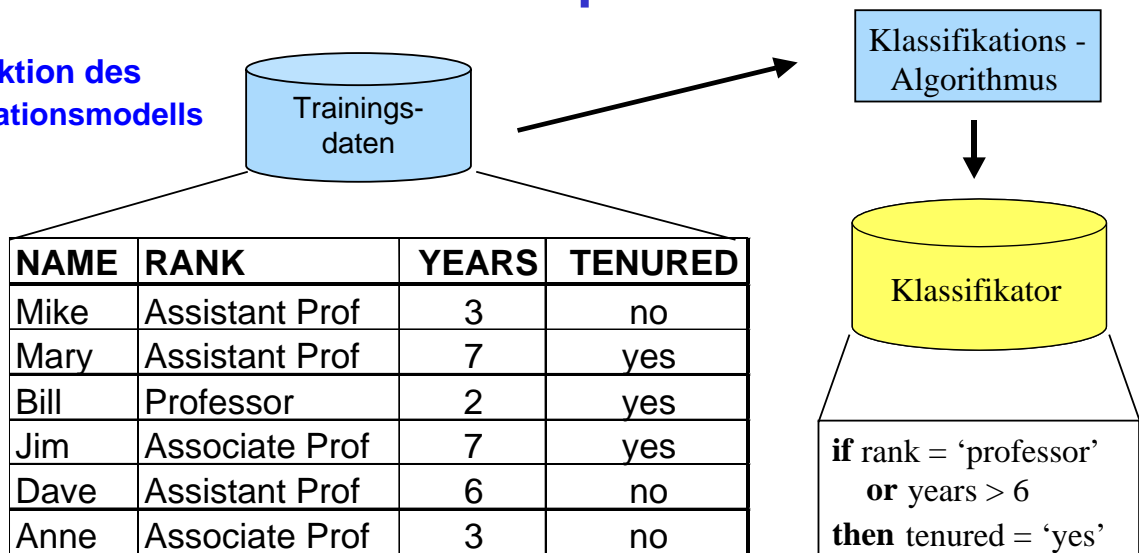 ktion des
ationsmodells
Trainings-
daten
Klassifikations -
Algorithmus
Klassifikator
NAME RANK YEARS TENURED
Mike Assistant Prof 3 no
Mary Assistant Prof 7 yes
Bill Professor 2 yes
Jim Associate Prof 7 yes
Dave Assistant Prof 6 no
Anne Associate Prof 3 no
if rank = ‘professor’
or years > 6
then tenured = ‘yes’